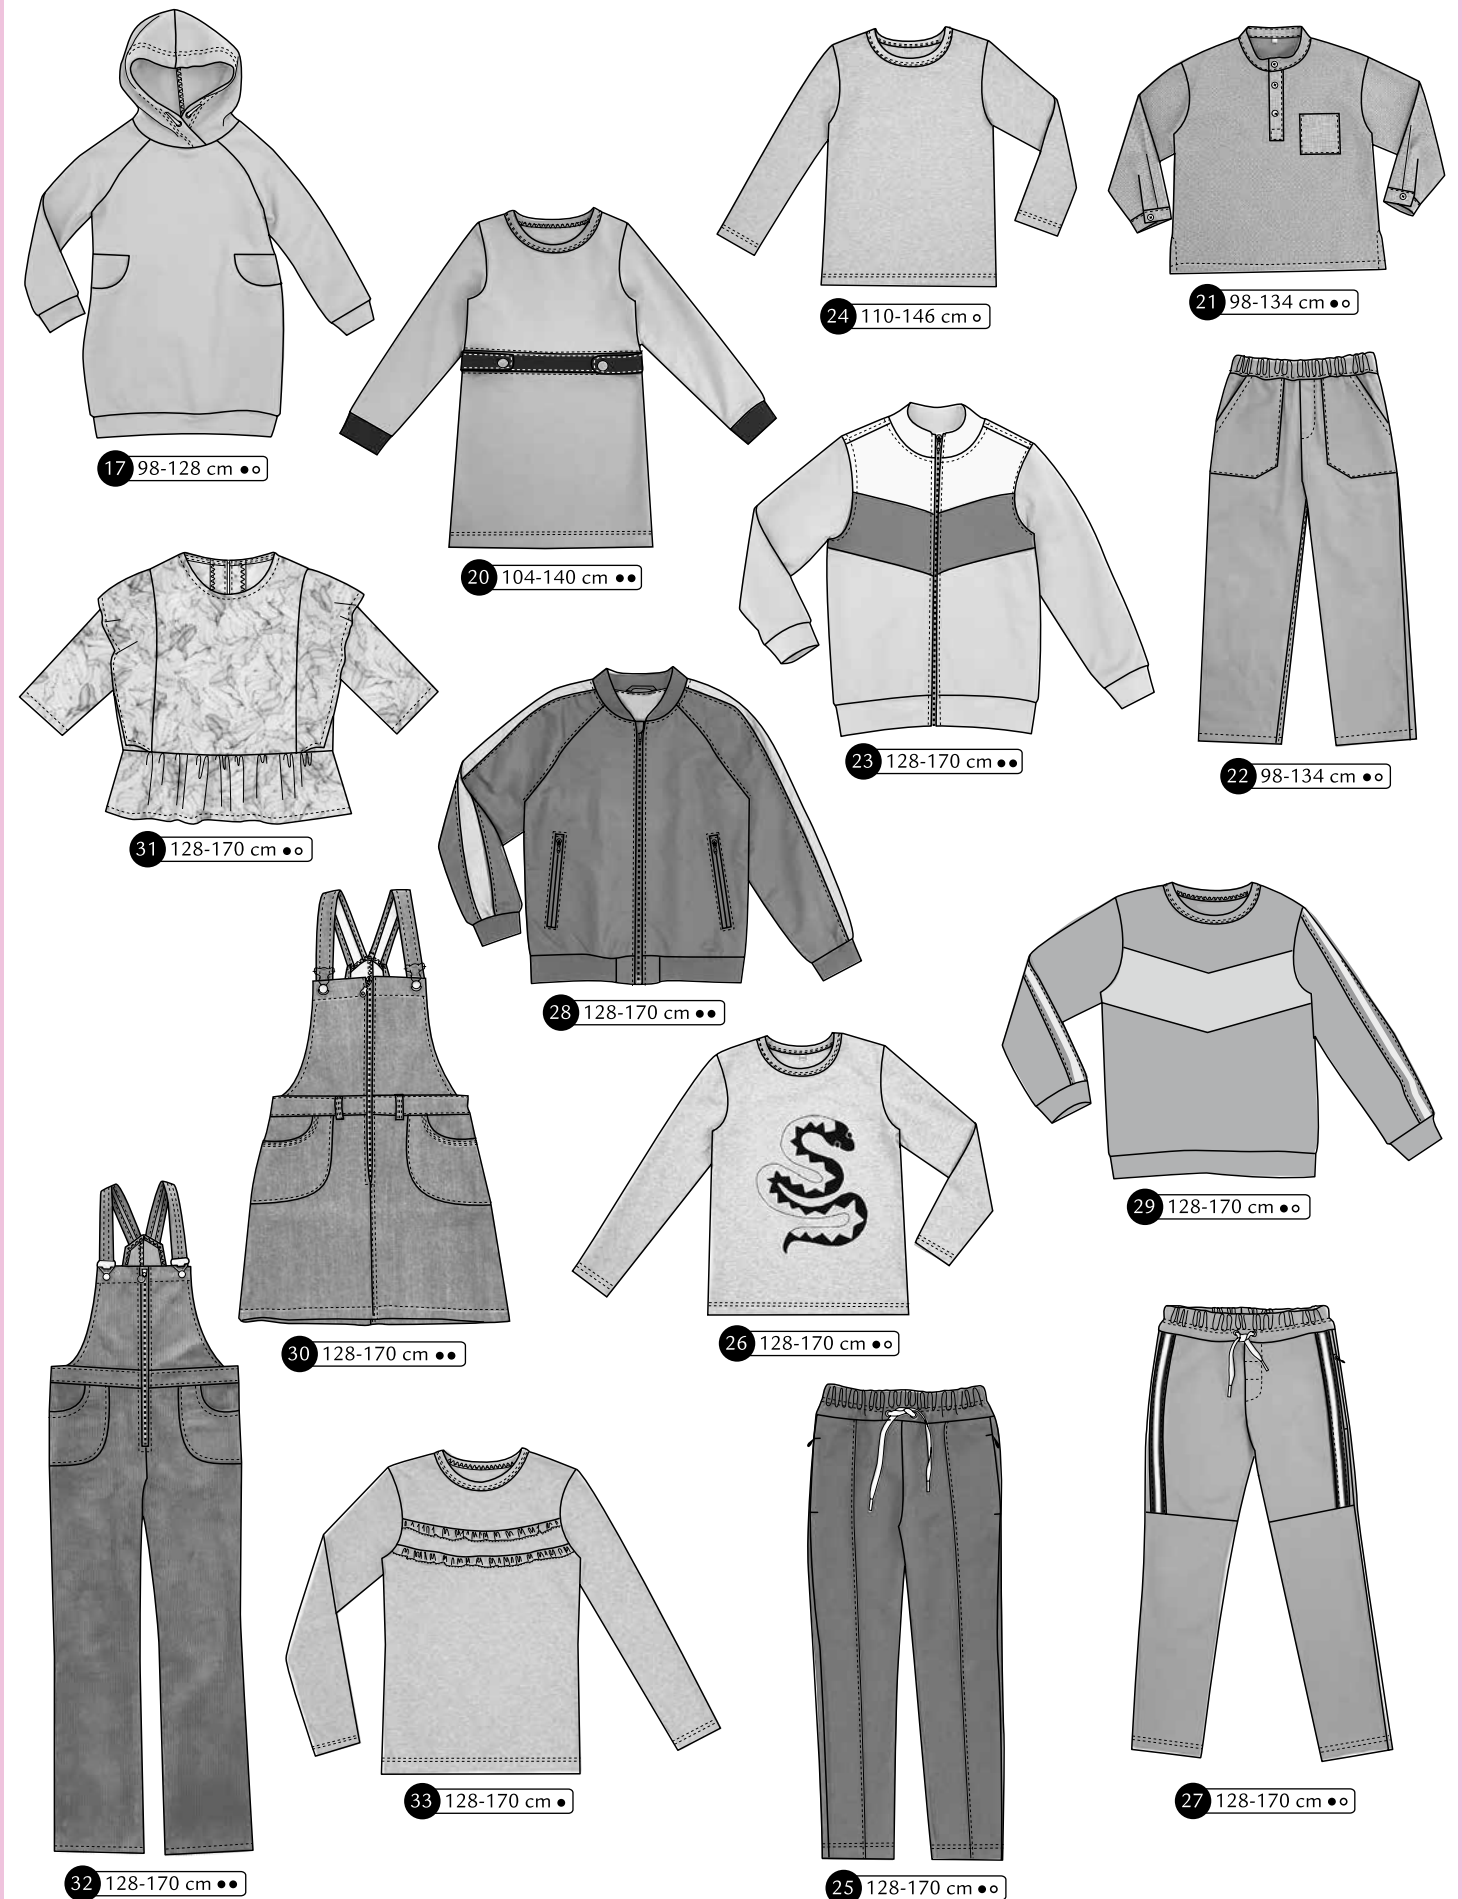 24 110-146 cm ○
21 98-134 cm ●○
17 98-128 cm ●○
20 104-140 cm ●●
23 128-170 cm ●●
22 98-134 cm ●○
31 128-170 cm ●○
28 128-170 cm ●●
29 128-170 cm ●○
30 128-170 cm ●●
26 128-170 cm ●○
33 128-170 cm ●
27 128-170 cm ●○
32 128-170 cm ●●
25 128-170 cm ●○